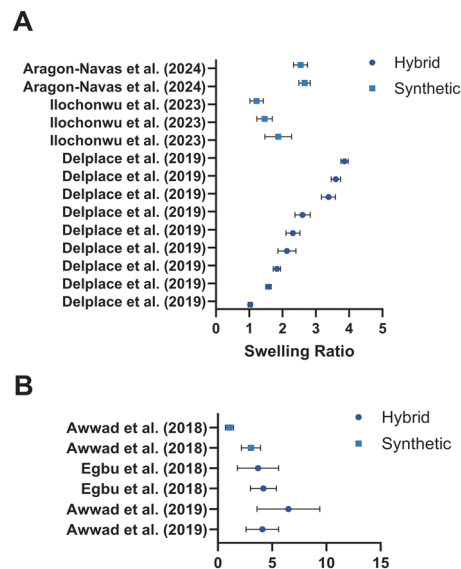 A
Hybrid
Synthetic
Aragon-Navas et al. (2024)
Aragon-Navas et al. (2024)
Ilochonwu et al. (2023)
Ilochonwu et al. (2023)
Ilochonwu et al. (2023)
Delplace et al. (2019)
Delplace et al. (2019)
Delplace et al. (2019)
Delplace et al. (2019)
Delplace et al. (2019)
Delplace et al. (2019)
Delplace et al. (2019)
Delplace et al. (2019)
Delplace et al. (2019)
0 1 2 3 4 5
Swelling Ratio
B
Hybrid
Synthetic
Awwad et al. (2018)
Awwad et al. (2018)
Egbu et al. (2018)
Egbu et al. (2018)
Awwad et al. (2019)
Awwad et al. (2019)
0 5 10 15